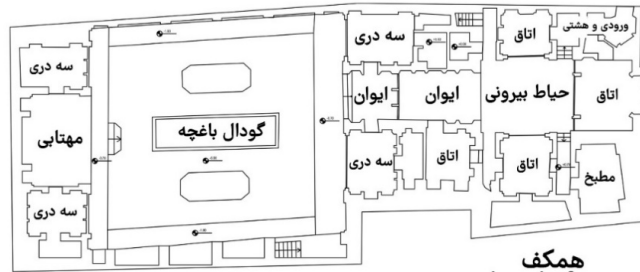 ورودی و هشتی
اتاق
سه دری
سه دری
اتاق
حیاط بیرونی
ایوان
ایوان
گودال باغچه
مهتابی
مطبخ
اتاق
اتاق
سه دری
سه دری
همکف